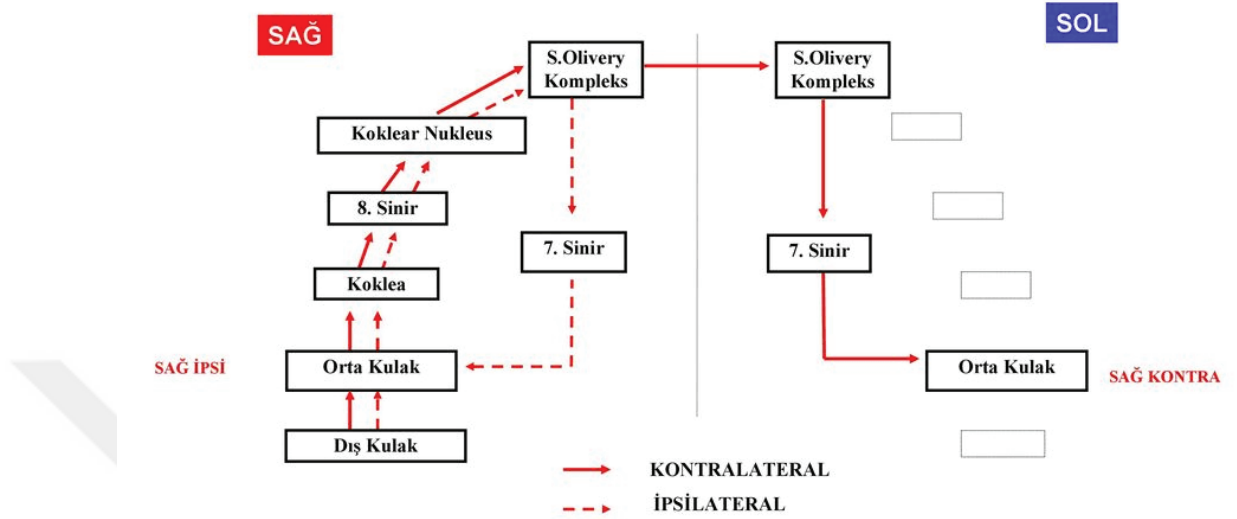 SAĞ
SOL
S.Olivery
Kompleks
S.Olivery
Kompleks
Koklear Nukleus
8. Sinir
7. Sinir
7. Sinir
Koklea
SAĞ İPSİ
Orta Kulak
Orta Kulak
SAĞ KONTRA
Dış Kulak
KONTRALATERAL
İPSİLATERAL